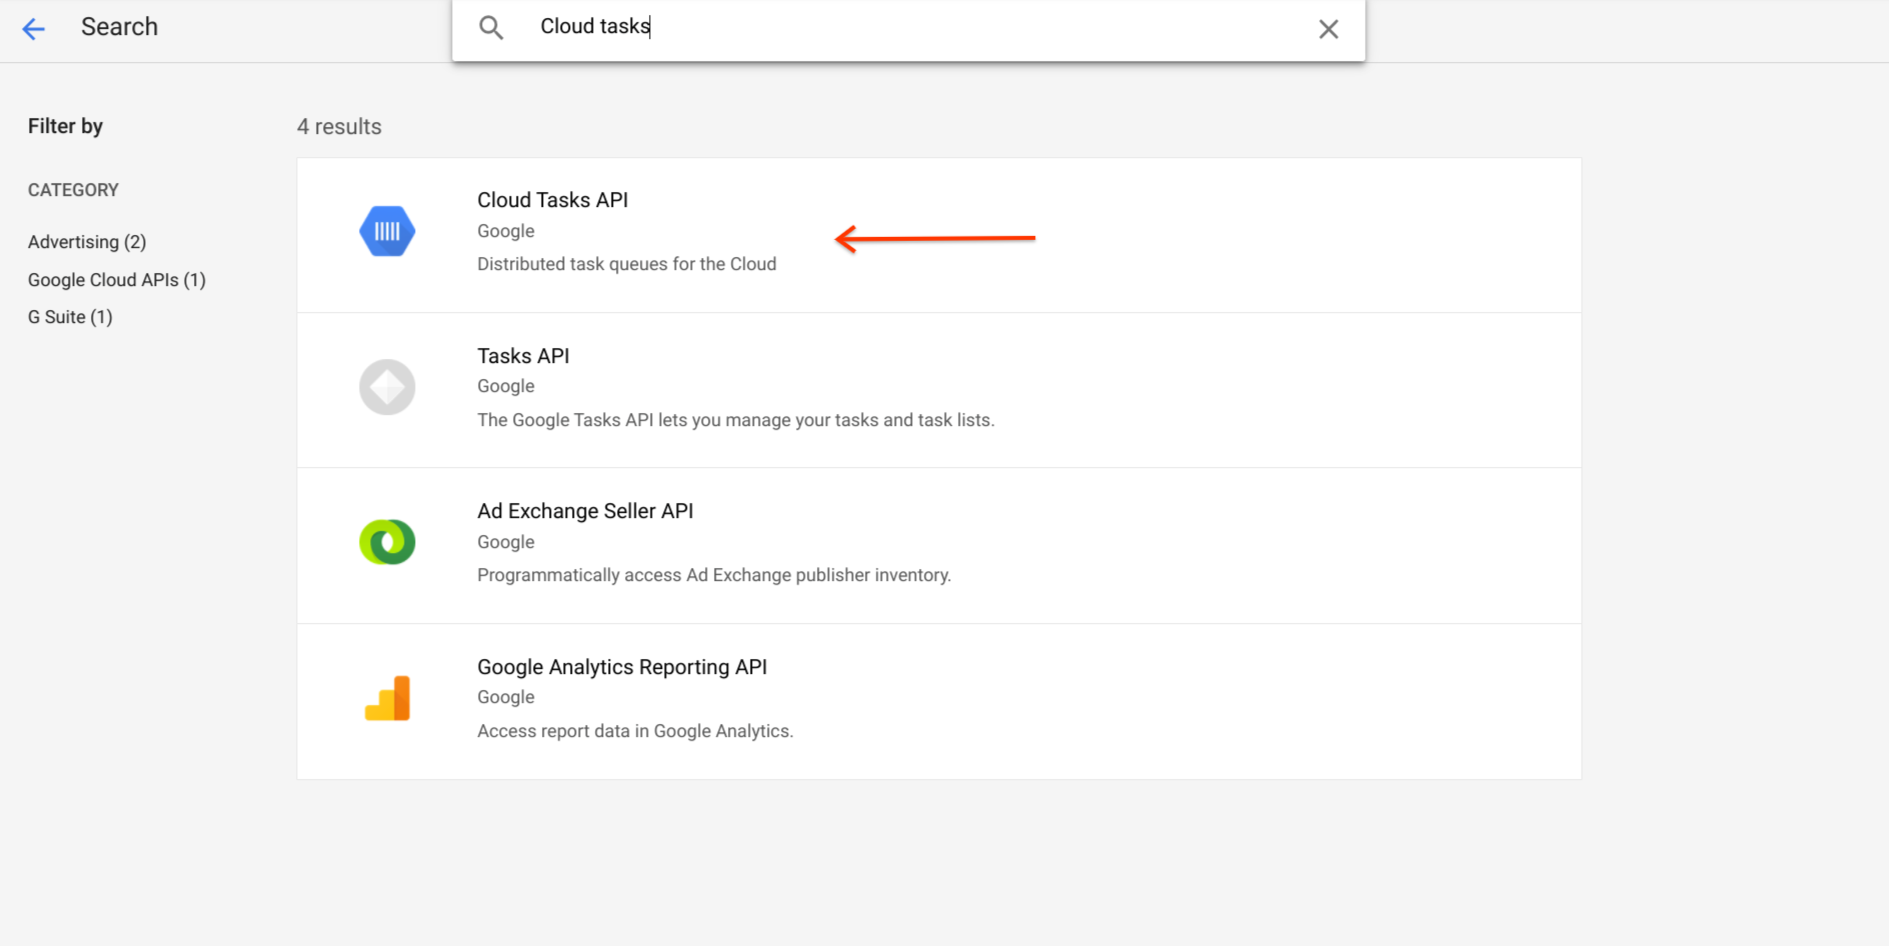 Search
Cloud tasks
Filter by
CATEGORY
Advertising (2)
Google Cloud APIs (1)
G Suite (1)
4 results
Cloud Tasks API
Google
Distributed task queues for the Cloud
Tasks API
Google
The Google Tasks API lets you manage your tasks and task lists.
Ad Exchange Seller API
Google
Programmatically access Ad Exchange publisher inventory.
Google Analytics Reporting API
Google
Access report data in Google Analytics.